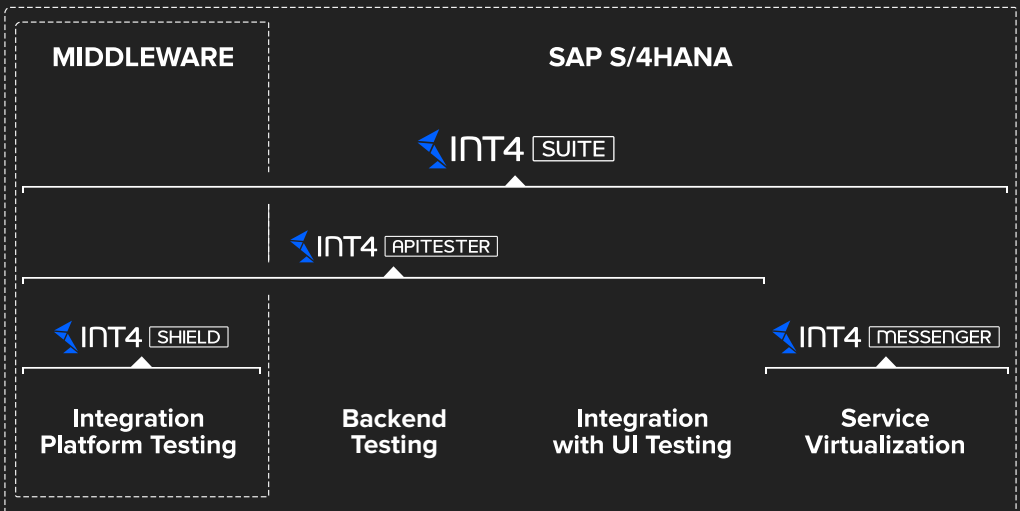 MIDDLEWARE
SAP S/4HANA
INT4 SUITE
INT4 APITESTER
INT4 SHIELD
INT4 MESSENGER
Integration
Platform Testing
Backend
Testing
Integration
with UI Testing
Service
Virtualization